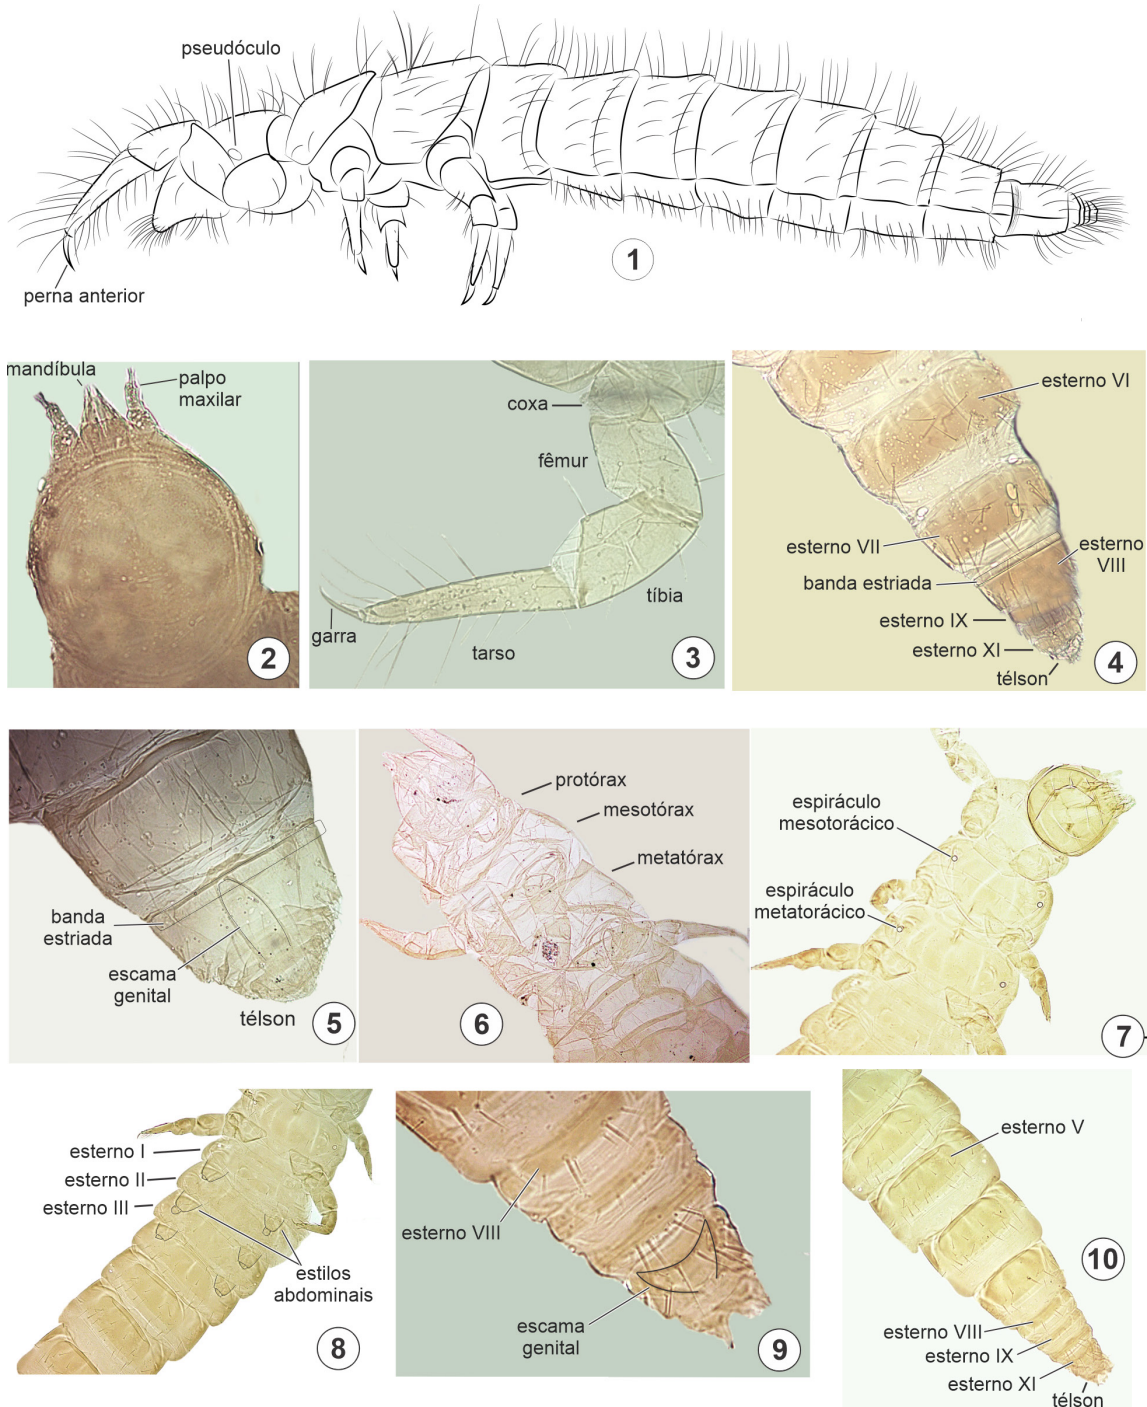 pseudóculo
perna anterior
1
mandíbula
palpo
maxilar
2
coxa
fêmur
tíbia
garra
tarso
3
esterno VI
esterno VII
esterno
VIII
banda estriada
esterno IX
esterno XI
télson
4
banda
estriada
escama
genital
télson
5
protórax
mesotórax
metatórax
6
espiráculo
mesotorácico
espiráculo
metatorácico
7
esterno I
esterno II
esterno III
estilos
abdominais
8
esterno VIII
escama
genital
9
esterno V
10
esterno VIII
esterno IX
esterno XI
télson